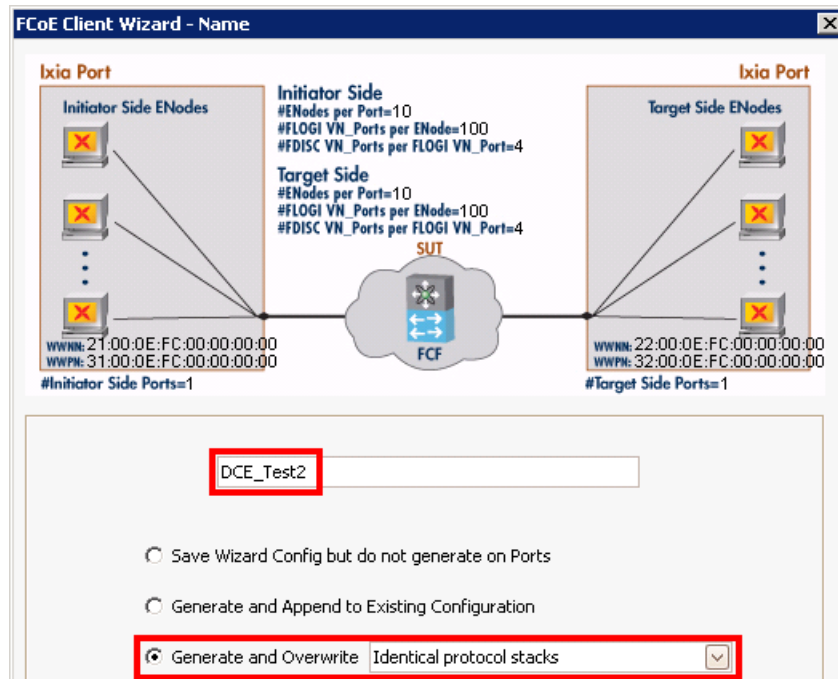 FCoE Client Wizard - Name
Ixia Port
Ixia Port
Initiator Side ENodes
Initiator Side
#ENodes per Port=10
#FLOGI VN_Ports per ENode=100
#FDISC VN_Ports per FLOGI VN_Port=4
Target Side
#ENodes per Port=10
#FLOGI VN_Ports per ENode=100
#FDISC VN_Ports per FLOGI VN_Port=4
Target Side ENodes
SUT
FCF
WWNN: 21:00:0E:FC:00:00:00:00
WWPN: 31:00:0E:FC:00:00:00:00
#Initiator Side Ports=1
WWNN: 22:00:0E:FC:00:00:00:00
WWPN: 32:00:0E:FC:00:00:00:00
#Target Side Ports=1
DCE_Test2
Save Wizard Config but do not generate on Ports
Generate and Append to Existing Configuration
Generate and Overwrite Identical protocol stacks